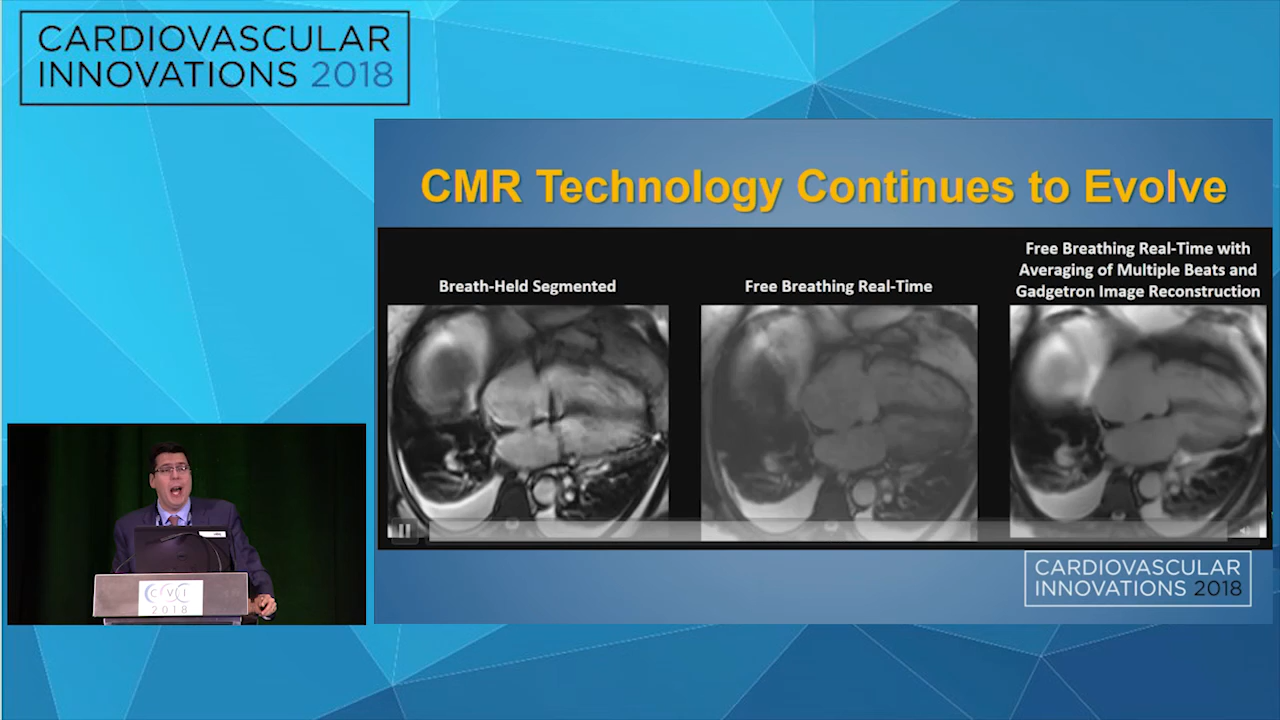 CARDIOVASCULAR
INNOVATIONS 2018
CMR Technology Continues to Evolve
Breath-Held Segmented
Free Breathing Real-Time
Free Breathing Real-Time with
Averaging of Multiple Beats and
Gadgetron Image Reconstruction
CARDIOVASCULAR
INNOVATIONS 2018
CVI
2018